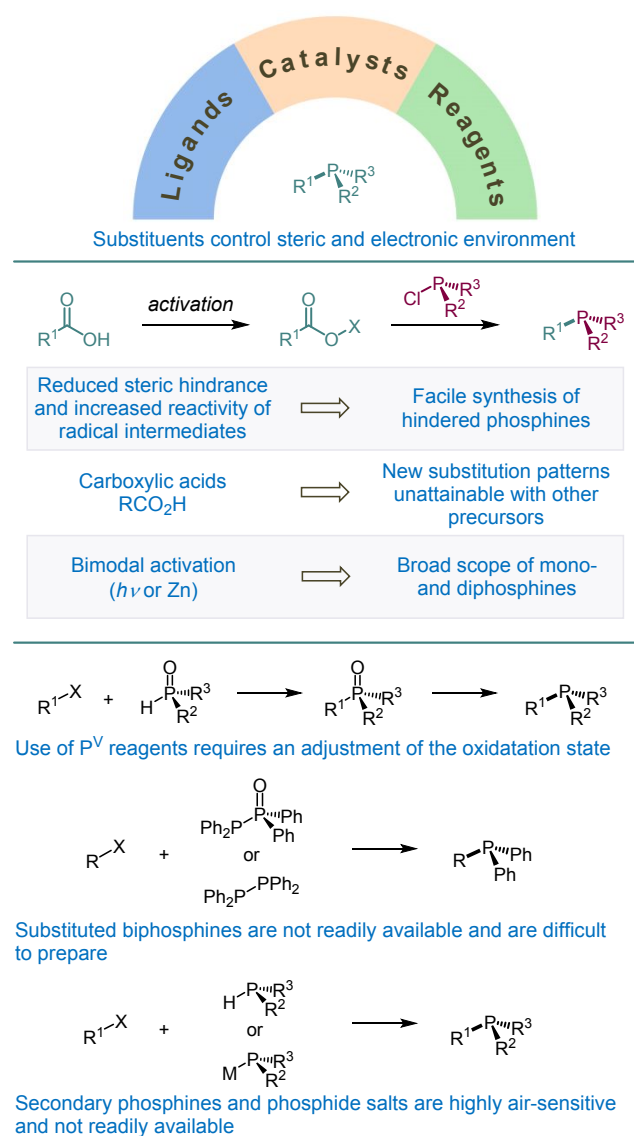 Ligands
Catalysts
Reagents
R¹ P R³
R²
Substituents control steric and electronic environment
O
R¹ OH
activation
O
R¹ O X
Cl P R³
R²
R¹ P R³
R²
Reduced steric hindrance
and increased reactivity of
radical intermediates
Facile synthesis of
hindered phosphines
Carboxylic acids
RCO₂H
New substitution patterns
unattainable with other
precursors
Bimodal activation
(hν or Zn)
Broad scope of mono-
and diphosphines
R¹ X
+
O
H P R³
R²
O
R¹ P R³
R²
R¹ P R³
R²
Use of Pⱽ reagents requires an adjustment of the oxidatation state
R X
+
O
Ph₂P P Ph
Ph
or
Ph₂P PPh₂
R P Ph
Ph
Substituted biphosphines are not readily available and are difficult
to prepare
R¹ X
+
H P R³
R²
or
M P R³
R²
R¹ P R³
R²
Secondary phosphines and phosphide salts are highly air-sensitive
and not readily available